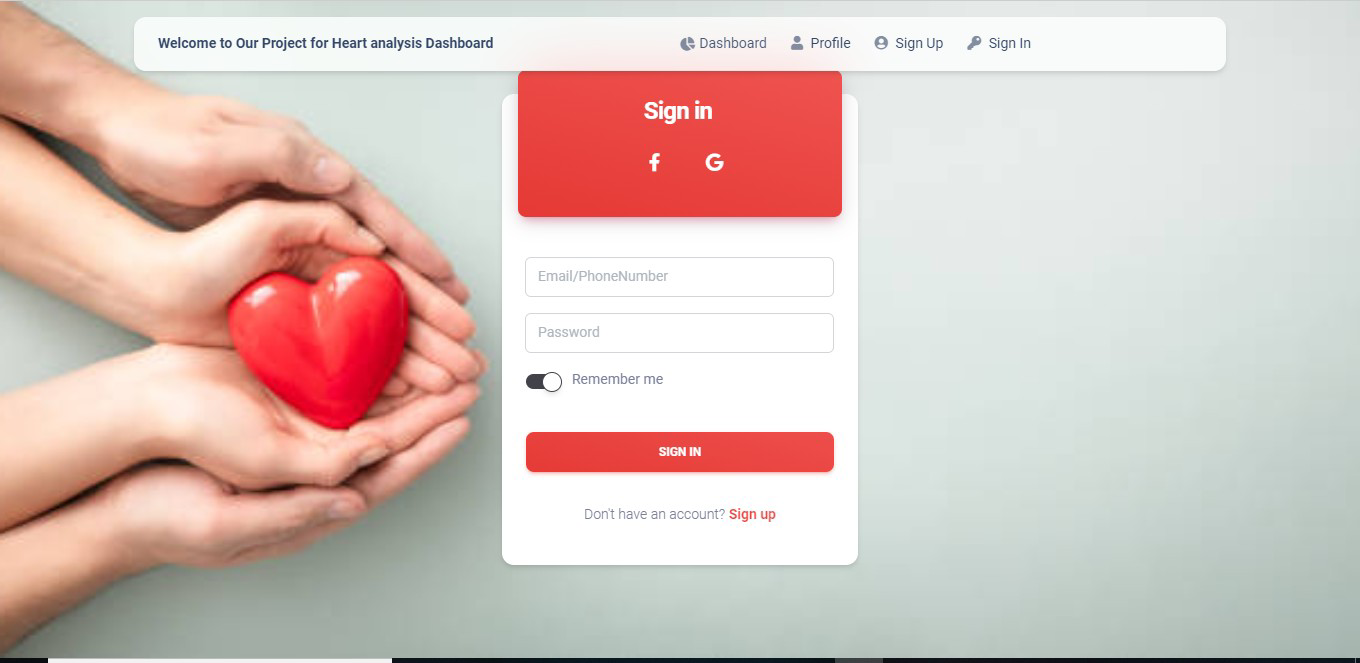 Welcome to Our Project for Heart analysis Dashboard Dashboard Profile Sign Up Sign In
Sign in
Email/PhoneNumber
Password
Remember me
SIGN IN
Don't have an account? Sign up